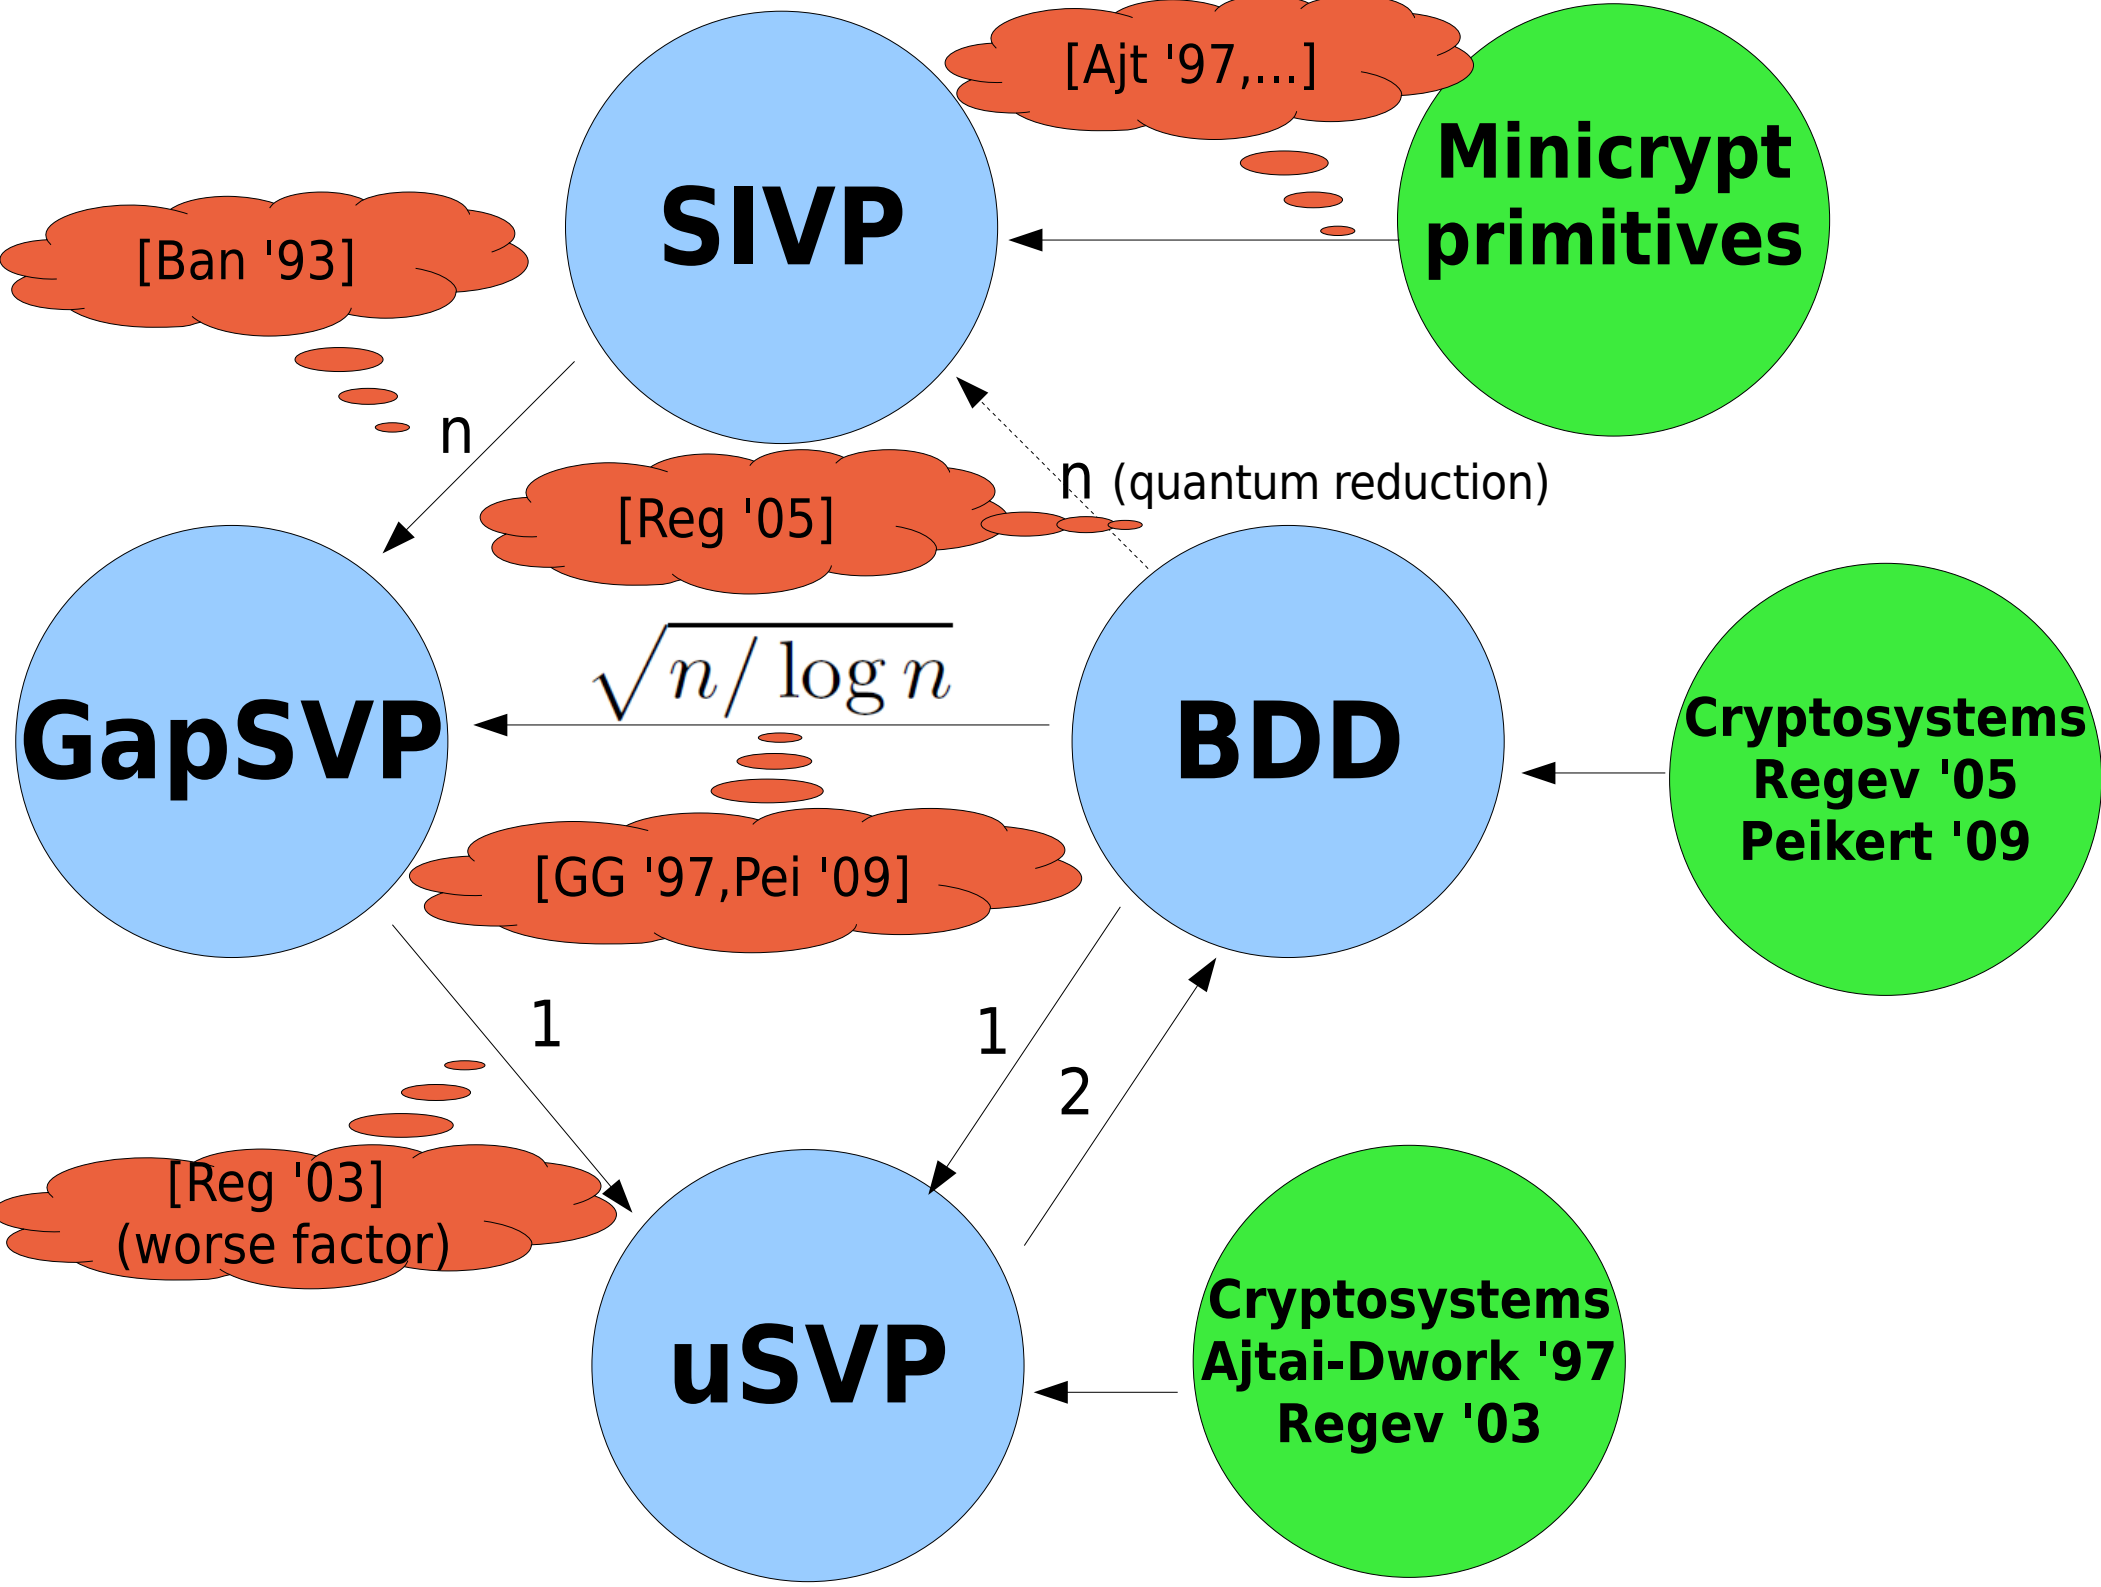 [Ajt '97,...]
Minicrypt
primitives
SIVP
[Ban '93]
n
n (quantum reduction)
[Reg '05]
√n/ log n
GapSVP
BDD
Cryptosystems
Regev '05
Peikert '09
[GG '97,Pei '09]
1
1
2
[Reg '03]
(worse factor)
uSVP
Cryptosystems
Ajtai-Dwork '97
Regev '03